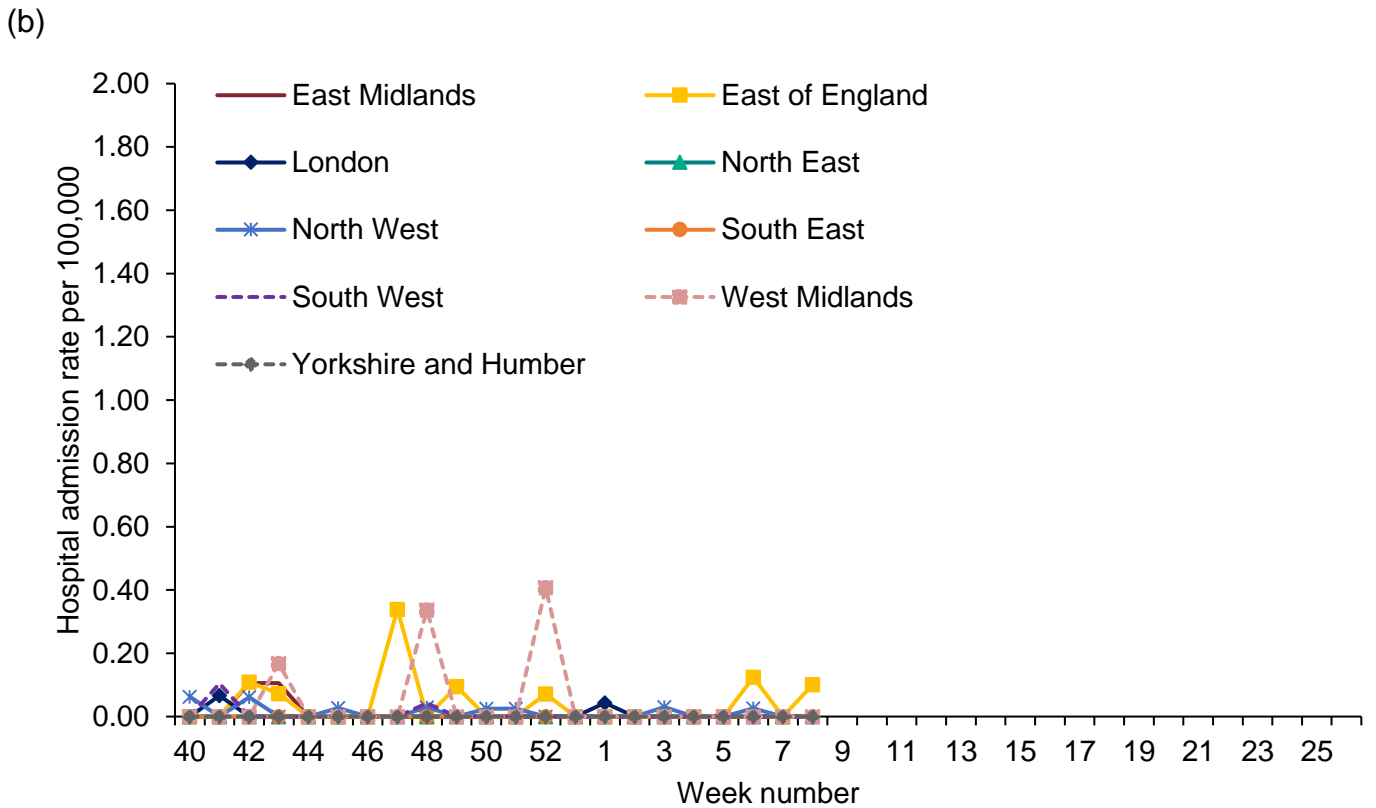 (b)
Hospital admission rate per 100,000
2.00
1.80
1.60
1.40
1.20
1.00
0.80
0.60
0.40
0.20
0.00
East Midlands
East of England
London
North East
North West
South East
South West
West Midlands
Yorkshire and Humber
40 42 44 46 48 50 52 1 3 5 7 9 11 13 15 17 19 21 23 25
Week number